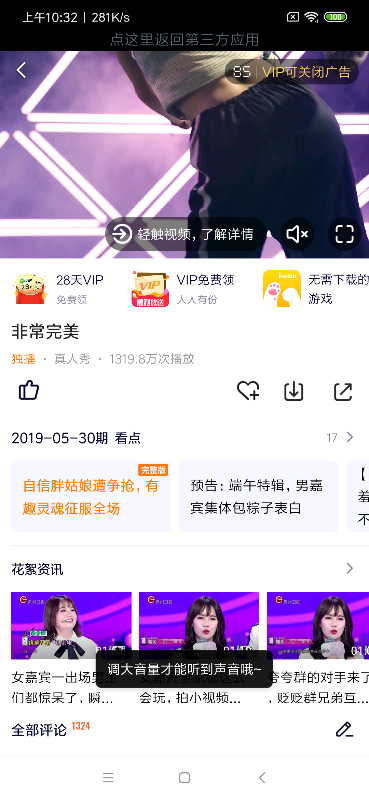 上午10:32 | 281K/s
100
点这里返回第三方应用
85 | VIP可关闭广告
轻触视频，了解详情
28天VIP
免费领
VIP
福利放送
VIP免费领
人人有份
无需下载的
游戏
非常完美
独播 · 真人秀 · 1319.8万次播放
2019-05-30期 看点
17
完整版
自信胖姑娘遭争抢，有
趣灵魂征服全场
预告：端午特辑，男嘉
宾集体包粽子表白
花絮资讯
调大音量才能听到声音哦~
女嘉宾一出场男生
们都惊呆了，瞬...
会玩，拍小视频...
夸夸群的对手来了
，贬贬群兄弟互...
全部评论 1324